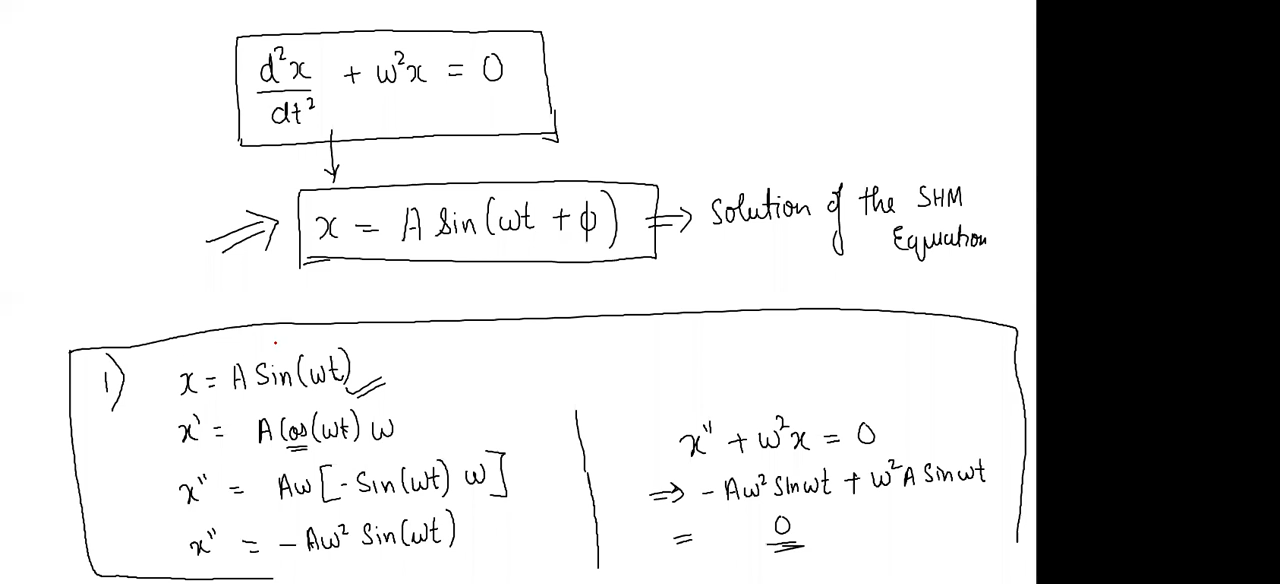 d²x/dt² + ω²x = 0
x = A Sin(ωt + ϕ) ⇒ Solution of the SHM Equation
1) x = A Sin(ωt)
x' = A Cos(ωt) ω
x'' = Aω[-Sin(ωt) ω]
x'' = - Aω² Sin(ωt)
x'' + ω²x = 0
⇒ - Aω² Sinωt + ω²A Sinωt
= 0